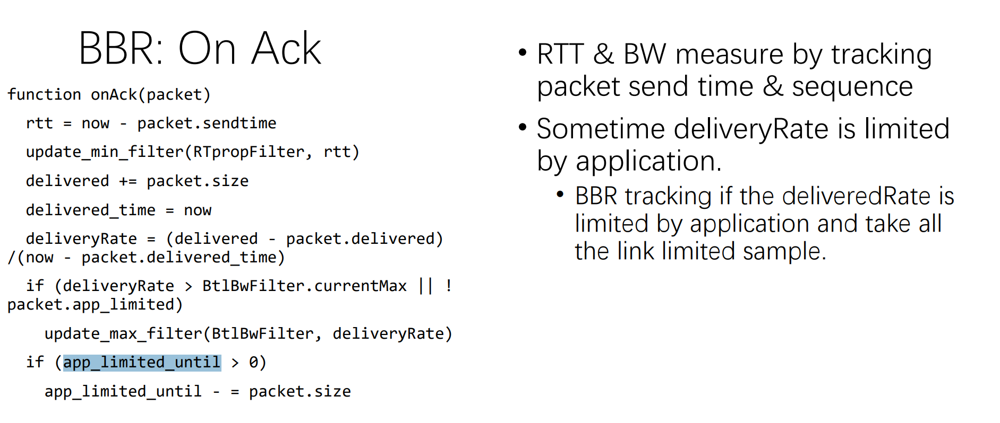 BBR: On Ack
function onAck(packet)
rtt = now - packet.sendtime
update_min_filter(RTpropFilter, rtt)
delivered += packet.size
delivered_time = now
deliveryRate = (delivered - packet.delivered)
/(now - packet.delivered_time)
if (deliveryRate > BtlBwFilter.currentMax || !
packet.app_limited)
update_max_filter(BtlBwFilter, deliveryRate)
if (app_limited_until > 0)
app_limited_until - = packet.size
• RTT & BW measure by tracking
packet send time & sequence
• Sometime deliveryRate is limited
by application.
• BBR tracking if the deliveredRate is
limited by application and take all
the link limited sample.